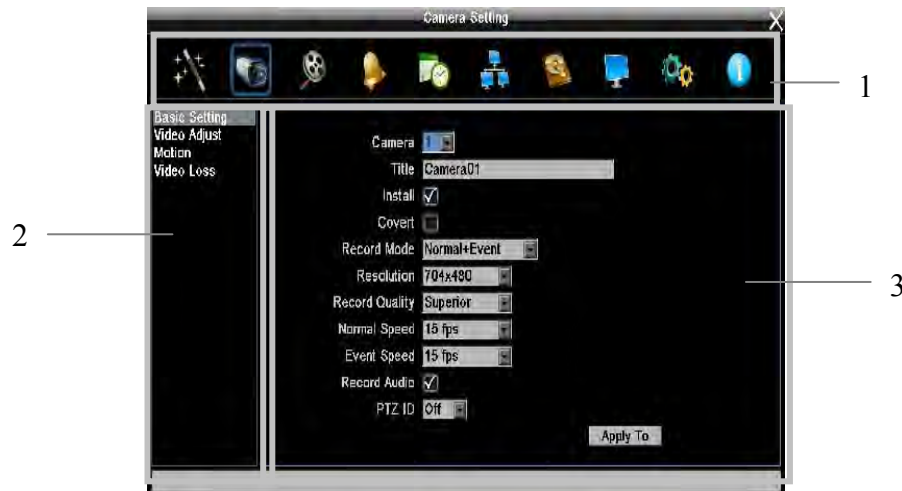 Camera Setting
X
1
Basic Setting
Video Adjust
Motion
Video Loss
2
3
Camera 1
Title Camera01
Install
Covert
Record Mode Normal+Event
Resolution 704x480
Record Quality Superior
Normal Speed 15 fps
Event Speed 15 fps
Record Audio
PTZ ID Off
Apply To